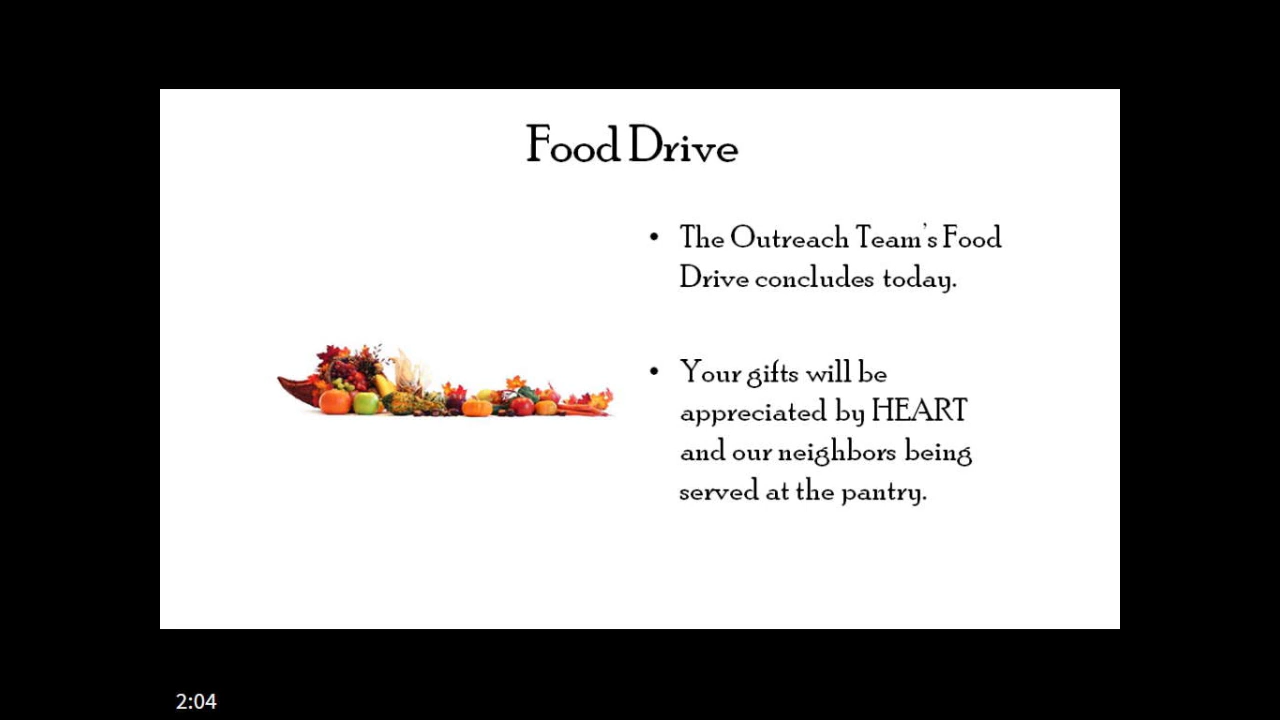 Food Drive
• The Outreach Team's Food
Drive concludes today.
• Your gifts will be
appreciated by HEART
and our neighbors being
served at the pantry.
2:04